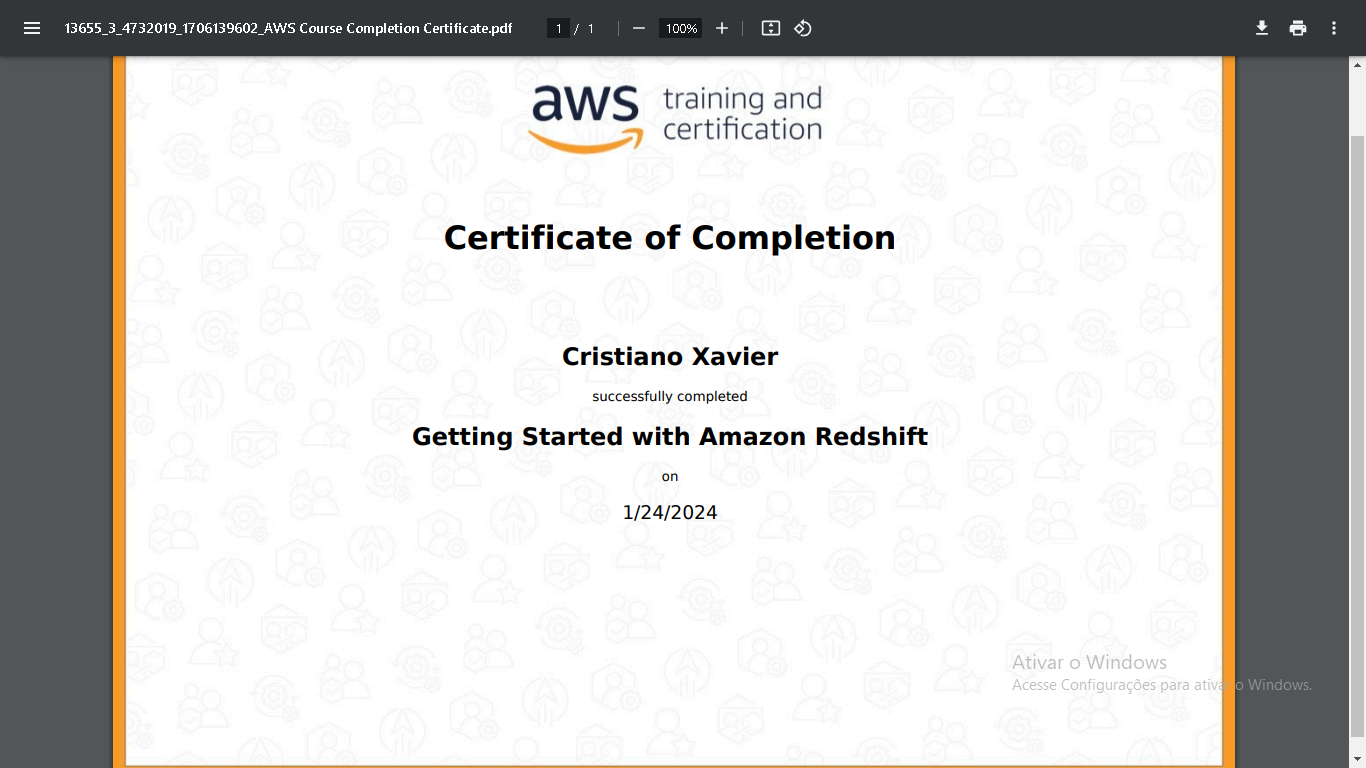 13655_3_4732019_1706139602_AWS Course Completion Certificate.pdf
1 / 1
100%
aws training and
certification
Certificate of Completion
Cristiano Xavier
successfully completed
Getting Started with Amazon Redshift
on
1/24/2024
Ativar o Windows
Acesse Configurações para ativar o Windows.